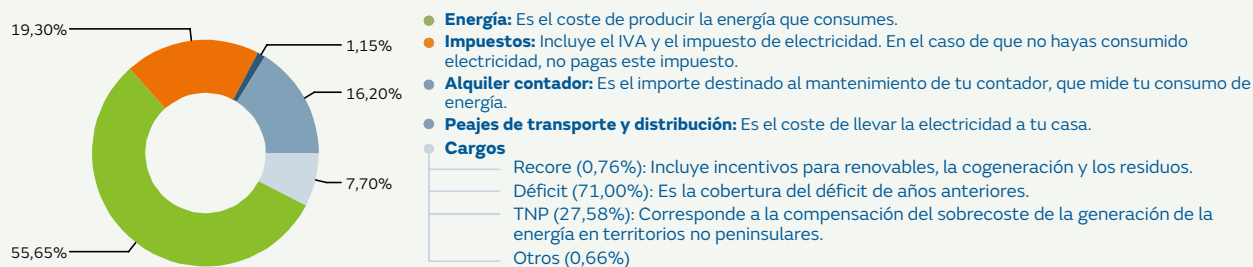 19,30%
1,15%
16,20%
7,70%
55,65%
Energía: Es el coste de producir la energía que consumes.
Impuestos: Incluye el IVA y el impuesto de electricidad. En el caso de que no hayas consumido
electricidad, no pagas este impuesto.
Alquiler contador: Es el importe destinado al mantenimiento de tu contador, que mide tu consumo de
energía.
Peajes de transporte y distribución: Es el coste de llevar la electricidad a tu casa.
Cargos
Recore (0,76%): Incluye incentivos para renovables, la cogeneración y los residuos.
Déficit (71,00%): Es la cobertura del déficit de años anteriores.
TNP (27,58%): Corresponde a la compensación del sobrecoste de la generación de la
energía en territorios no peninsulares.
Otros (0,66%)